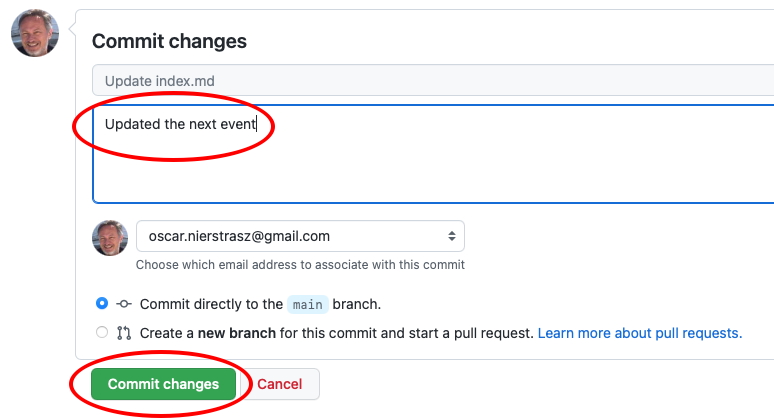 Commit changes
Update index.md
Updated the next event
oscar.nierstrasz@gmail.com
Choose which email address to associate with this commit
Commit directly to the main branch.
Create a new branch for this commit and start a pull request. Learn more about pull requests.
Commit changes Cancel